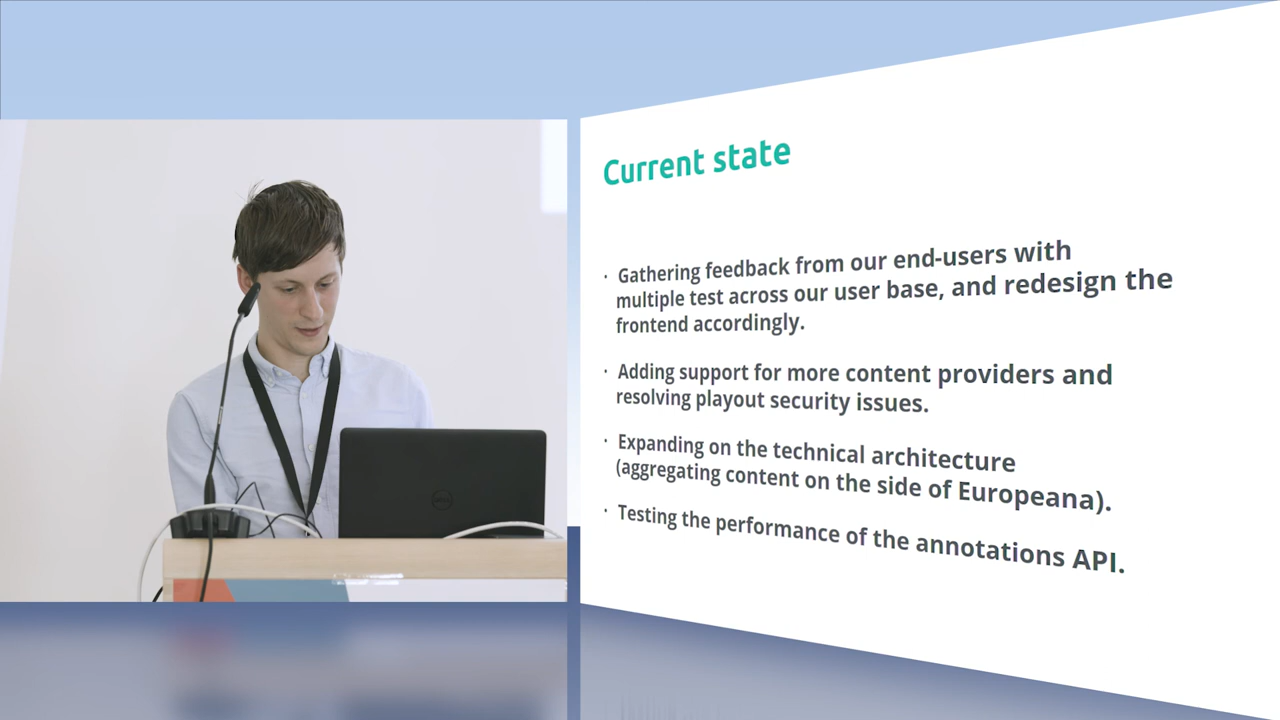 Current state
· Gathering feedback from our end-users with
multiple test across our user base, and redesign the
frontend accordingly.
· Adding support for more content providers and
resolving playout security issues.
· Expanding on the technical architecture
(aggregating content on the side of Europeana).
· Testing the performance of the annotations API.